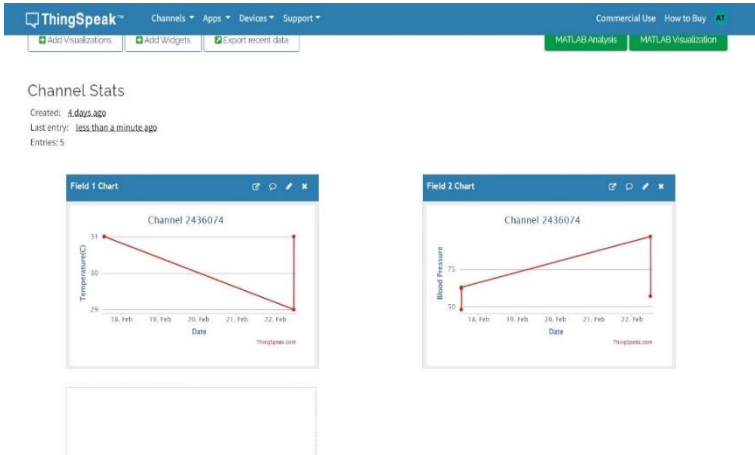 ThingSpeak™ Channels Apps Devices Support Commercial Use How to Buy AT
Add Visualizations Add Widgets Export recent data MATLAB Analysis MATLAB Visualization
Channel Stats
Created: 4 days ago
Last entry: less than a minute ago
Entries: 5
Field 1 Chart
Channel 2436074
Temperature(C)
31
30
29
18. Feb 19. Feb 20. Feb 21. Feb 22. Feb
Date
ThingSpeak.com
Field 2 Chart
Channel 2436074
Blood Pressure
75
50
18. Feb 19. Feb 20. Feb 21. Feb 22. Feb
Date
ThingSpeak.com